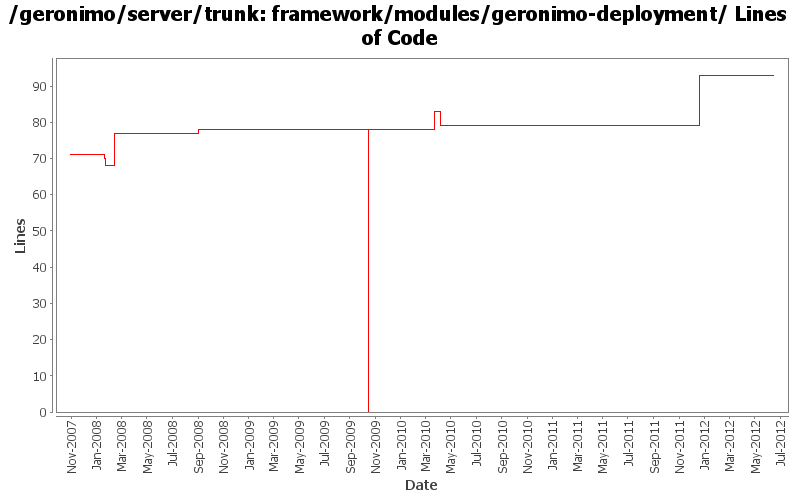 /geronimo/server/trunk: framework/modules/geronimo-deployment/ Lines
of Code
Lines
90
80
70
60
50
40
30
20
10
0
Nov-2007
Jan-2008
Mar-2008
May-2008
Jul-2008
Sep-2008
Nov-2008
Jan-2009
Mar-2009
May-2009
Jul-2009
Sep-2009
Nov-2009
Jan-2010
Mar-2010
May-2010
Jul-2010
Sep-2010
Nov-2010
Jan-2011
Mar-2011
May-2011
Jul-2011
Sep-2011
Nov-2011
Jan-2012
Mar-2012
May-2012
Jul-2012
Date